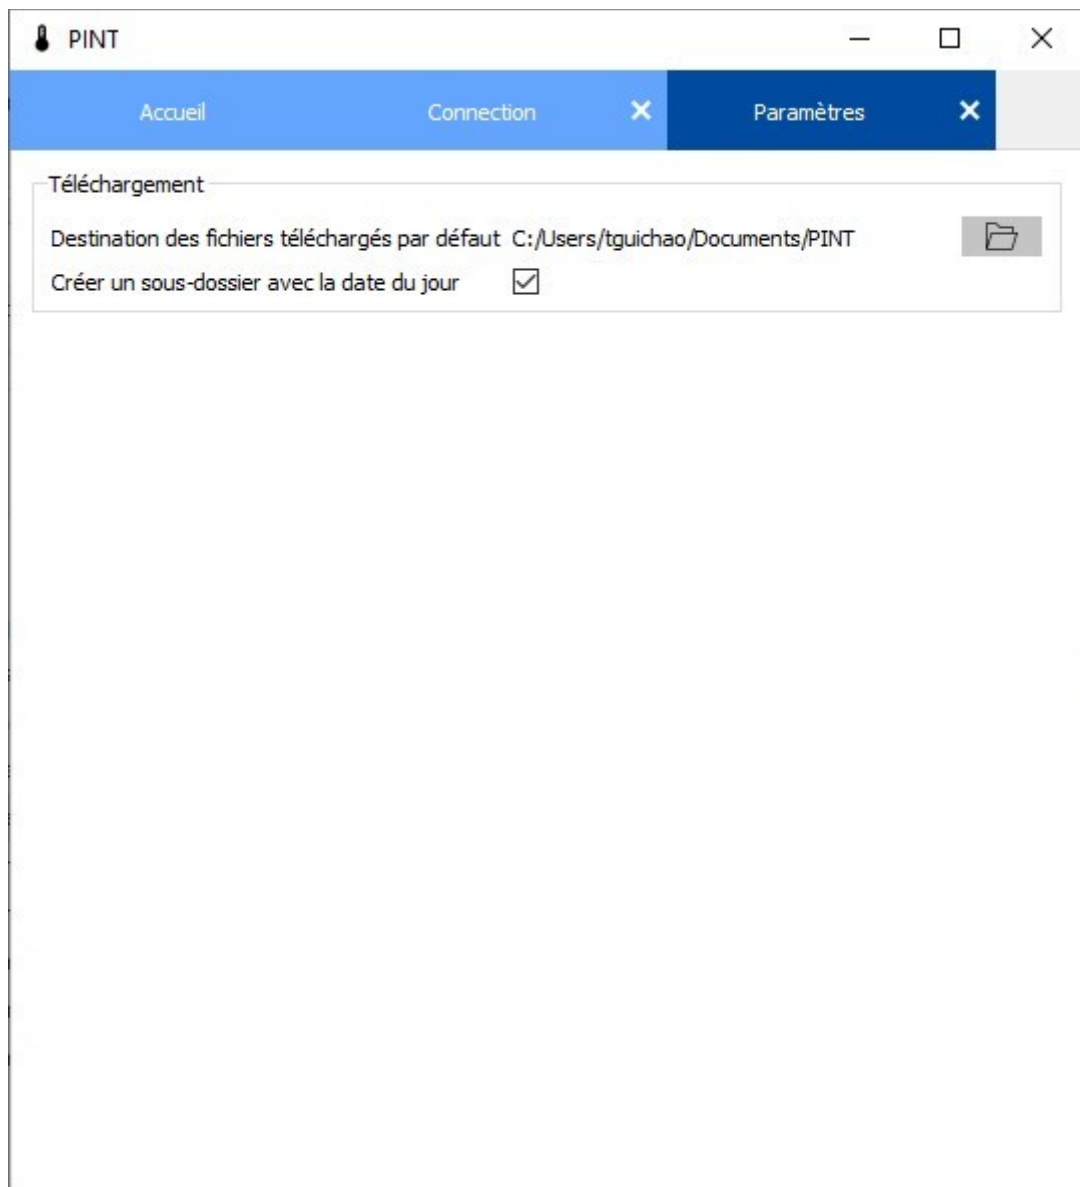 PINT
Accueil Connection Paramètres
Téléchargement
Destination des fichiers téléchargés par défaut C:/Users/tguichao/Documents/PINT
Créer un sous-dossier avec la date du jour